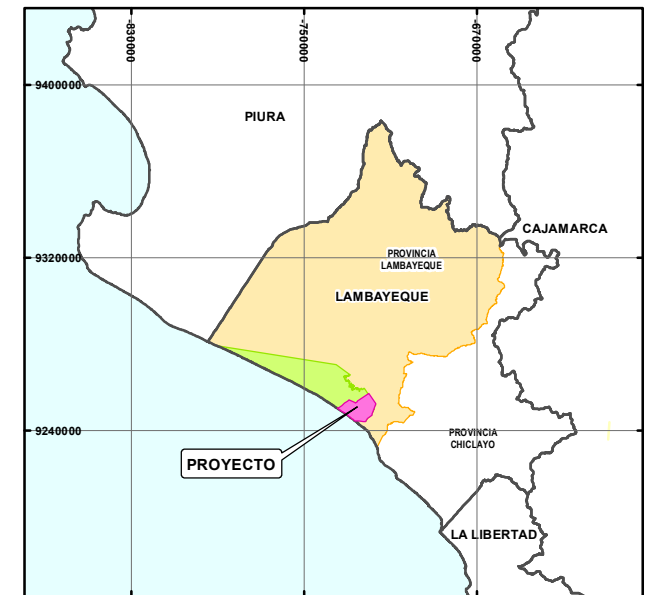 -830000
-750000
-670000
9400000
PIURA
CAJAMARCA
PROVINCIA
LAMBAYEQUE
9320000
LAMBAYEQUE
9240000
PROVINCIA
CHICLAYO
PROYECTO
LA LIBERTAD